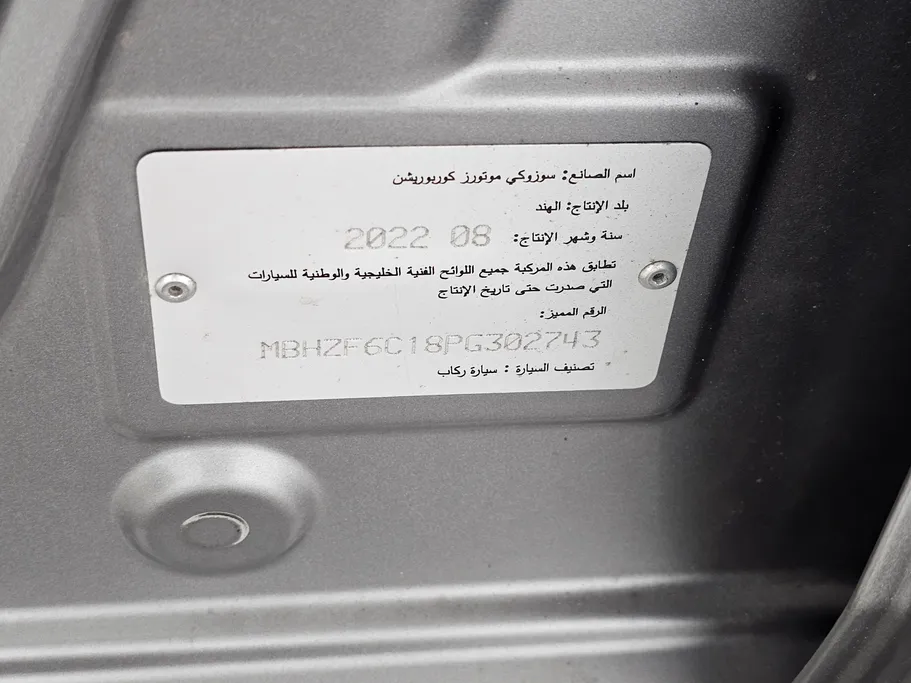 اسم الصانع: سوزوكي موتورز كوربوريشن
بلد الإنتاج: الهند
سنة وشهر الإنتاج: 2022 08
تطابق هذه المركبة جميع اللوائح الفنية الخليجية والوطنية للسيارات
التي صدرت حتى تاريخ الإنتاج
الرقم المميز:
MBHZF6C18PG302743
تصنيف السيارة : سيارة ركاب